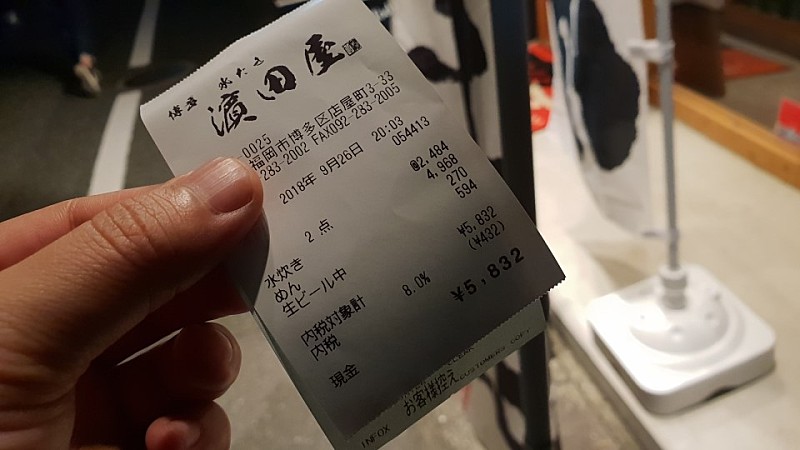 博多 水たき
濱田屋
-0025
福岡市博多区店屋町3-33
283-2002 FAX092-283-2005
2018年 9月26日 20:03
054413
2 点 @2,484
水炊き 4,968
めん 270
生ビール中 594
内税対象計 ¥5,832
内税 8.0% (¥432)
現金 ¥5,832
お客様控え CUSTOMERS COPY
INFOX